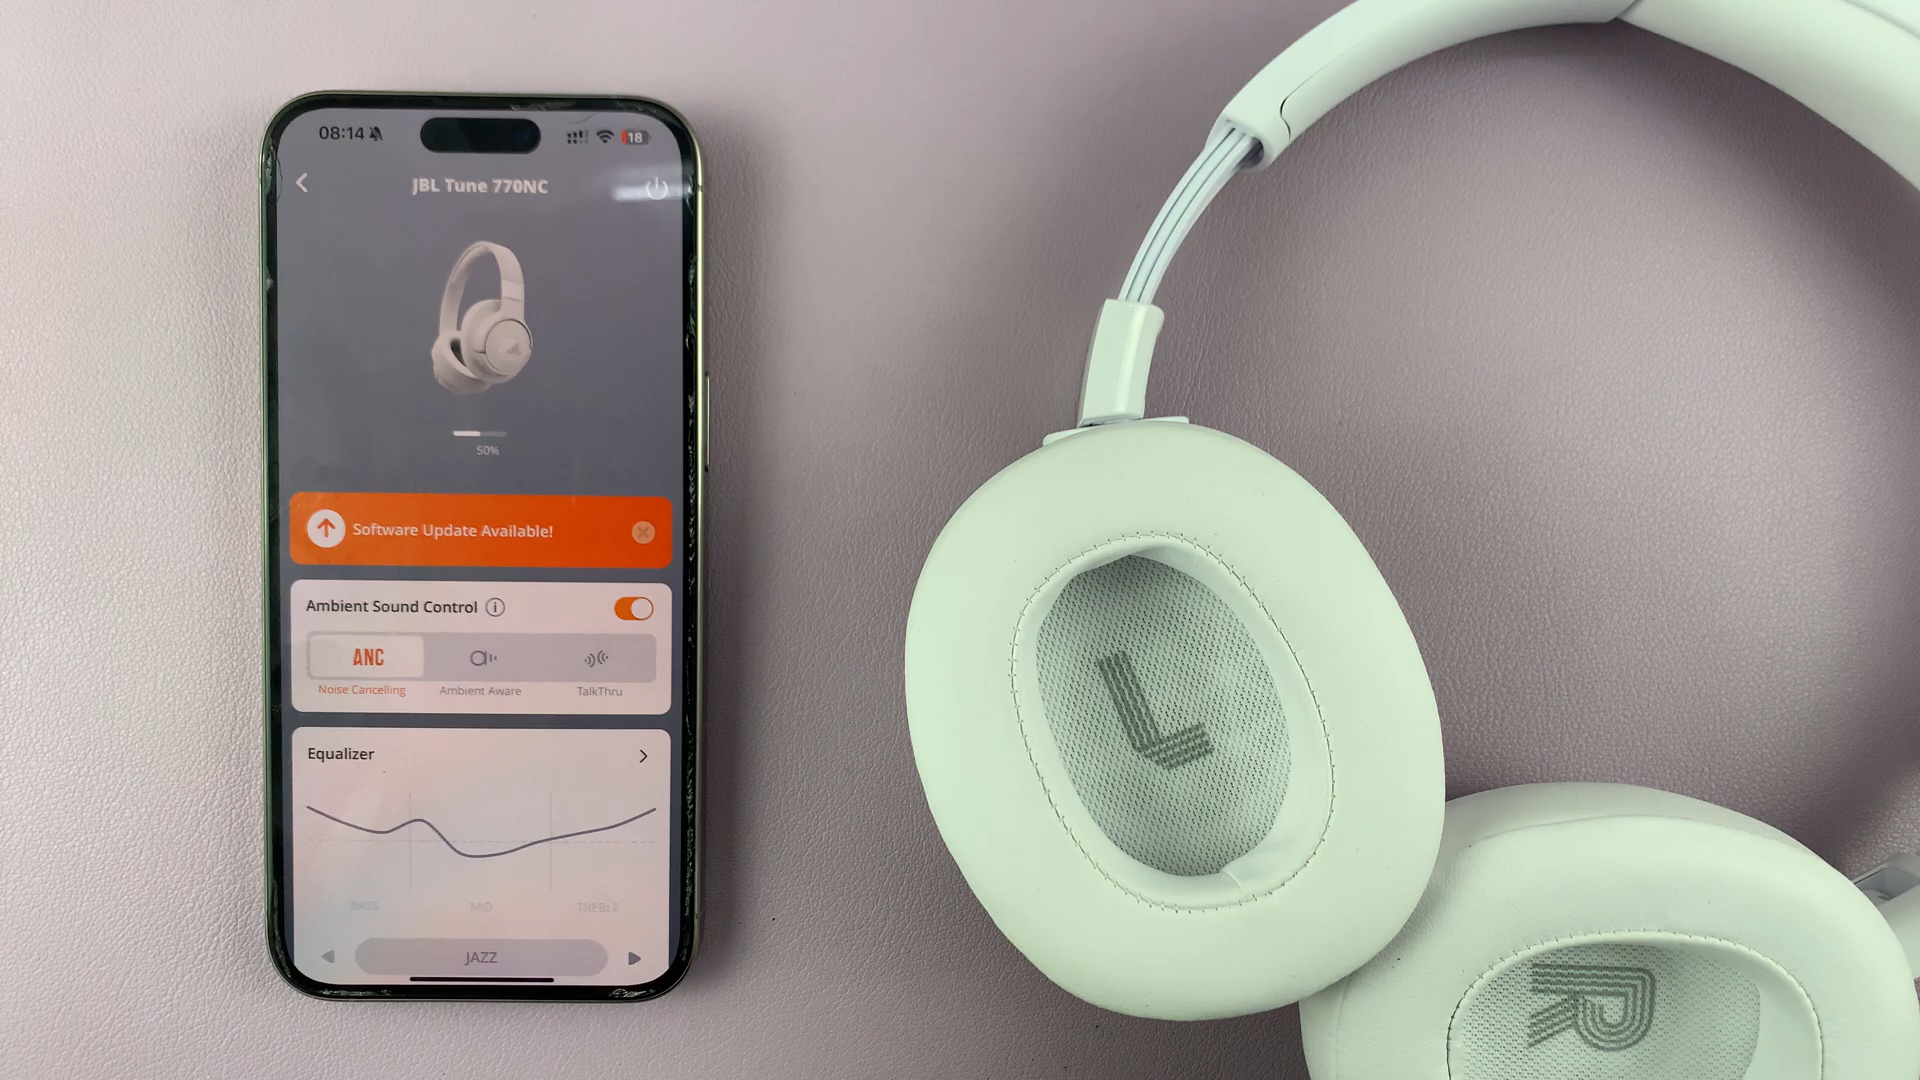 08:14
18
JBL Tune 770NC
50%
Software Update Available!
Ambient Sound Control
ANC
Noise Cancelling
Ambient Aware
TalkThru
Equalizer
BASS
MID
TREBLE
JAZZ
L
R